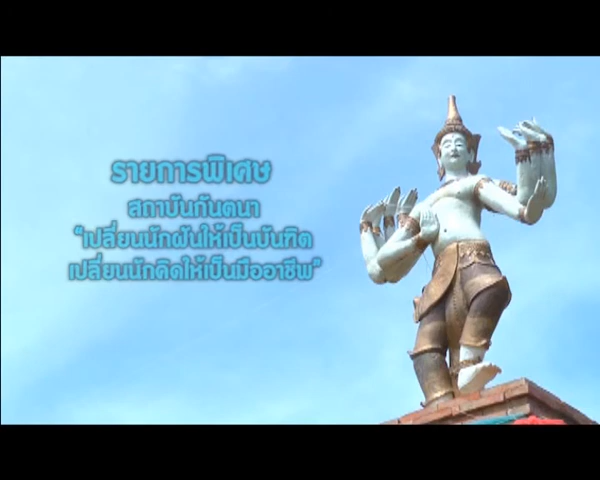 รายการพิเศษ
สถาบันกันตนา
“เปลี่ยนนักฝันให้เป็นบัณฑิต
เปลี่ยนนักคิดให้เป็นมืออาชีพ”